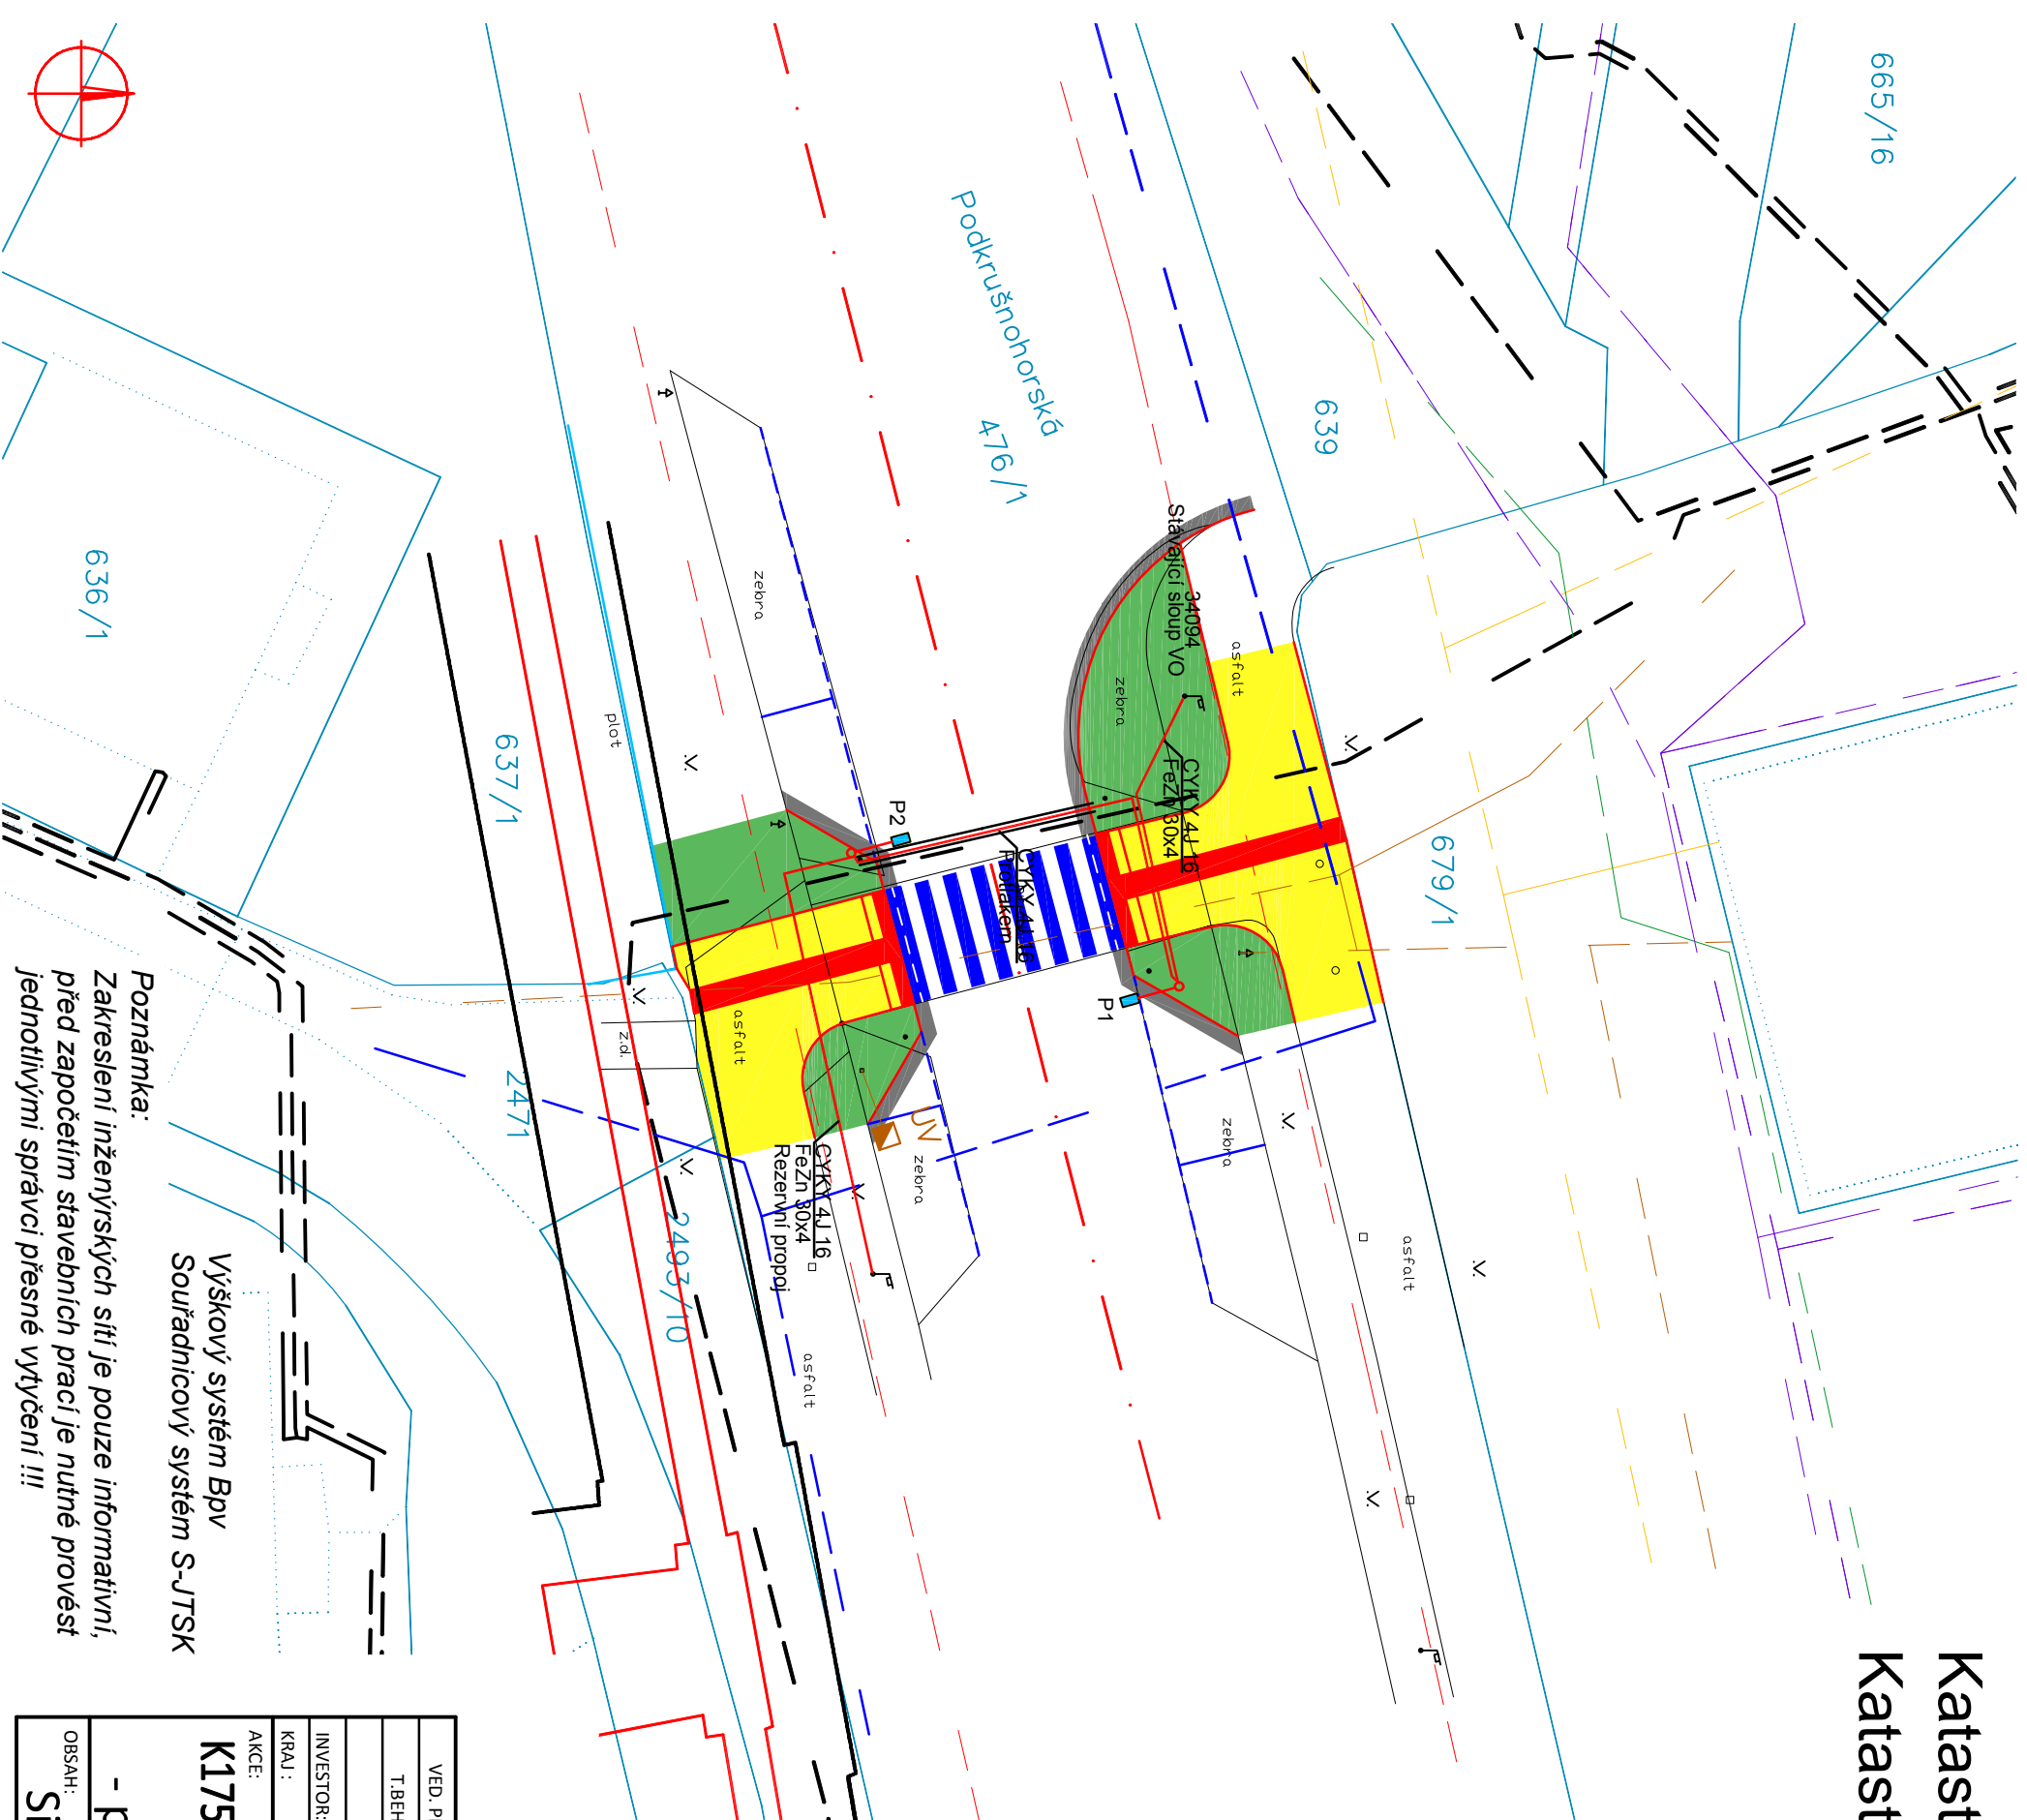 Katast
Katast
665/16
639
679/1
Podkrušnohorská
476/1
Stávající sloup VO
34094
asfalt
zebra
CYKY 4J 16
FeZn 30x4
CYKY 4J 16
Protlakem
P2
P1
zebra
plot
asfalt
z.d.
UV
zebra
zebra
asfalt
CYKY 4J 16
FeZn 30x4
Rezervní propoj
asfalt
636/1
637/1
2471
2493/10
Výškový systém Bpv
Souřadnicový systém S-JTSK
Poznámka:
Zakreslení inženýrských sítí je pouze informativní,
před započetím stavebních prací je nutné provést
jednotlivými správci přesné vytyčení !!!
VED. P
T.BEH
INVESTOR:
KRAJ :
AKCE:
K175
- p
OBSAH:
Si